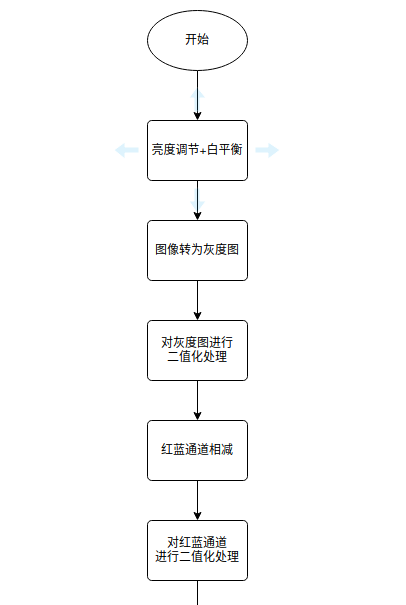 开始
亮度调节+白平衡
图像转为灰度图
对灰度图进行
二值化处理
红蓝通道相减
对红蓝通道
进行二值化处理